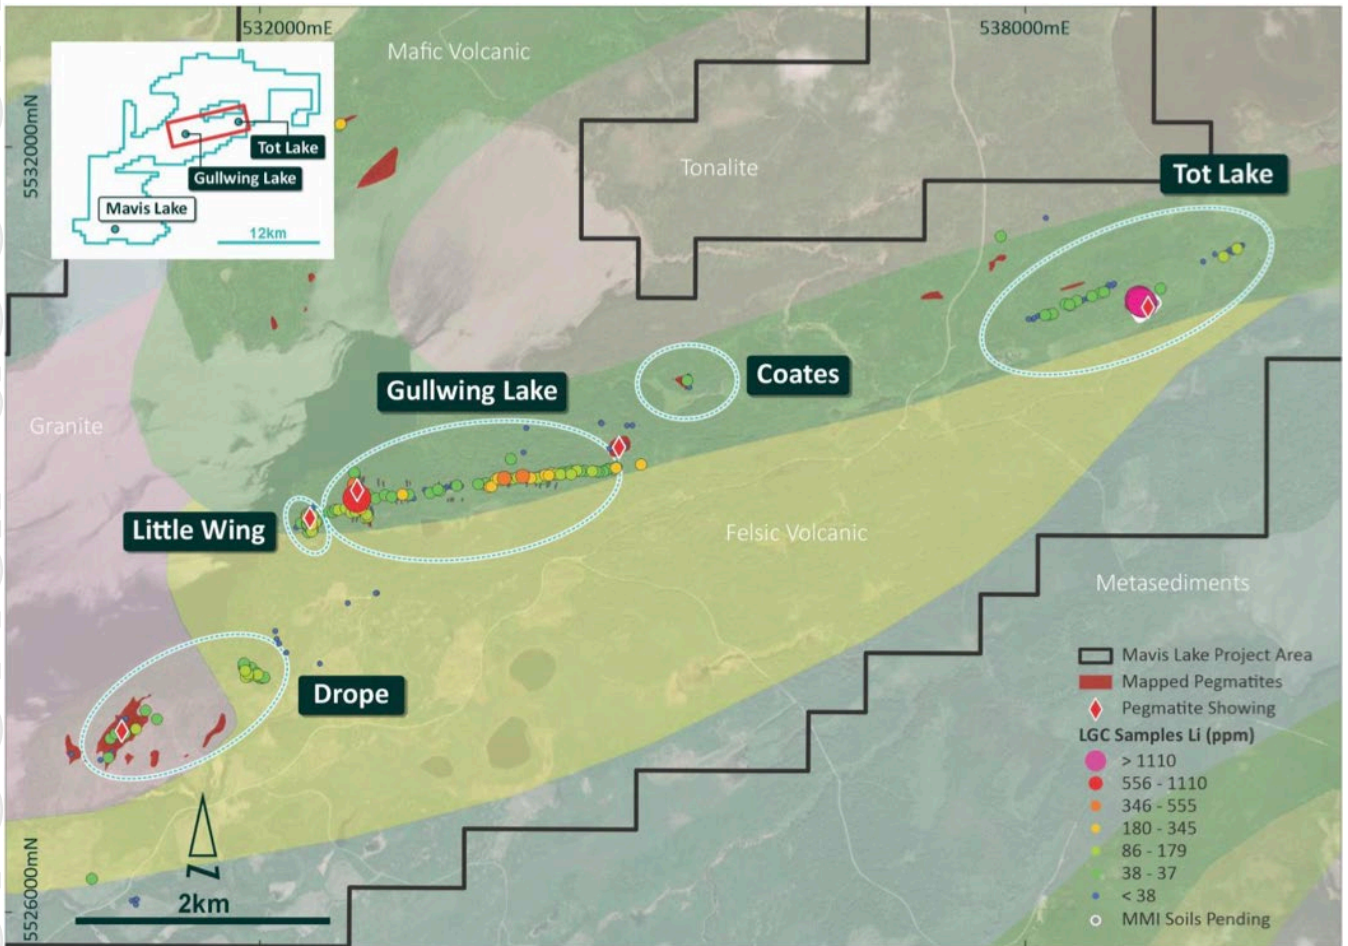 532000mE
538000mE
5532000mN
5526000mN
Mafic Volcanic
Tot Lake
Gullwing Lake
Mavis Lake
12km
Tonalite
Tot Lake
Coates
Gullwing Lake
Granite
Little Wing
Felsic Volcanic
Metasediments
Drope
N
2km
Mavis Lake Project Area
Mapped Pegmatites
Pegmatite Showing
LGC Samples Li (ppm)
> 1110
556 - 1110
346 - 555
180 - 345
86 - 179
38 - 37
< 38
MMI Soils Pending